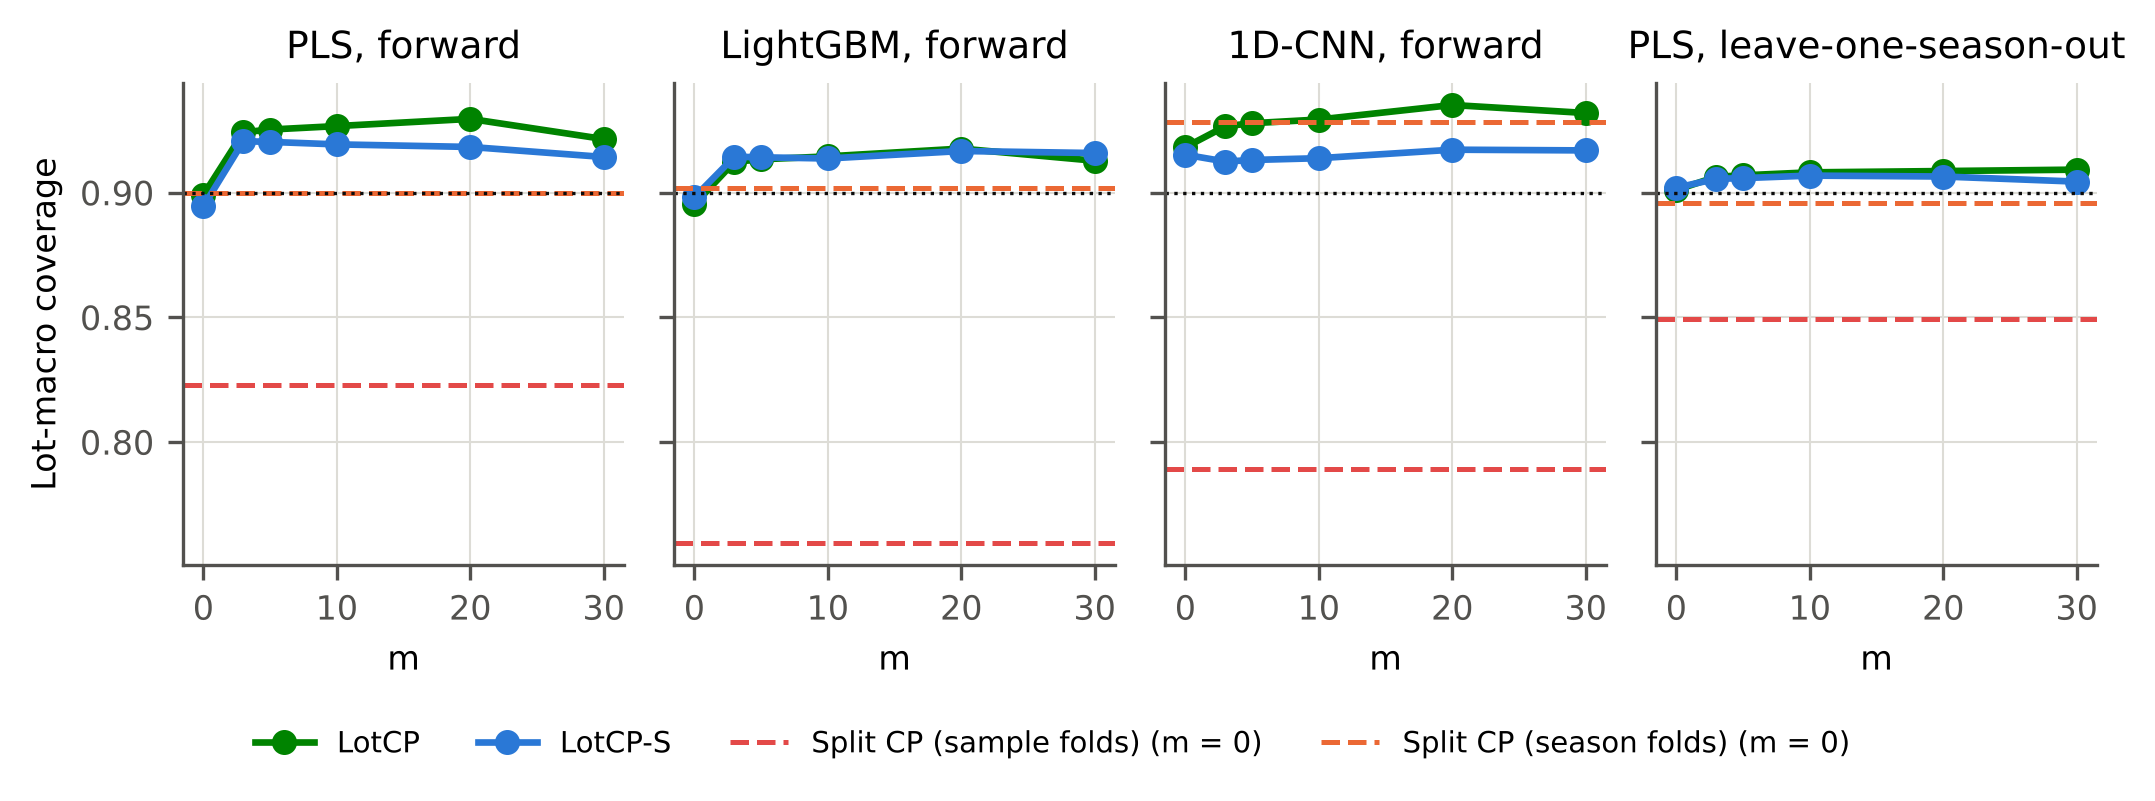 PLS, forward
LightGBM, forward
1D-CNN, forward
PLS, leave-one-season-out
Lot-macro coverage
0.90
0.85
0.80
0 10 20 30
0 10 20 30
0 10 20 30
0 10 20 30
m
m
m
m
LotCP
LotCP-S
Split CP (sample folds) (m = 0)
Split CP (season folds) (m = 0)